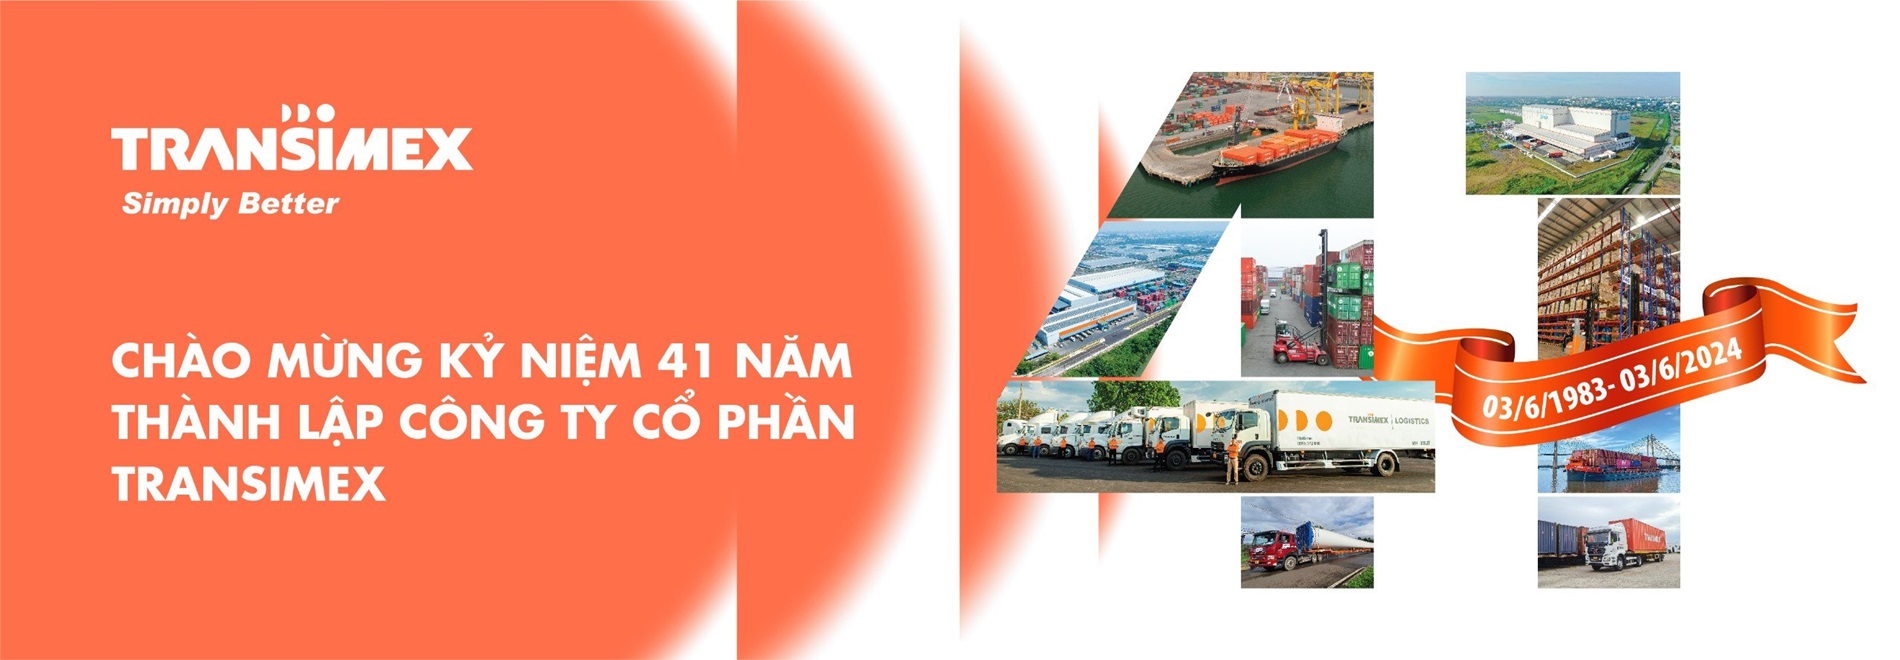 TRANSIMEX
Simply Better
CHÀO MỪNG KỶ NIỆM 41 NĂM
THÀNH LẬP CÔNG TY CỔ PHẦN
TRANSIMEX
03/6/1983- 03/6/2024
TRANSIMEX LOGISTICS